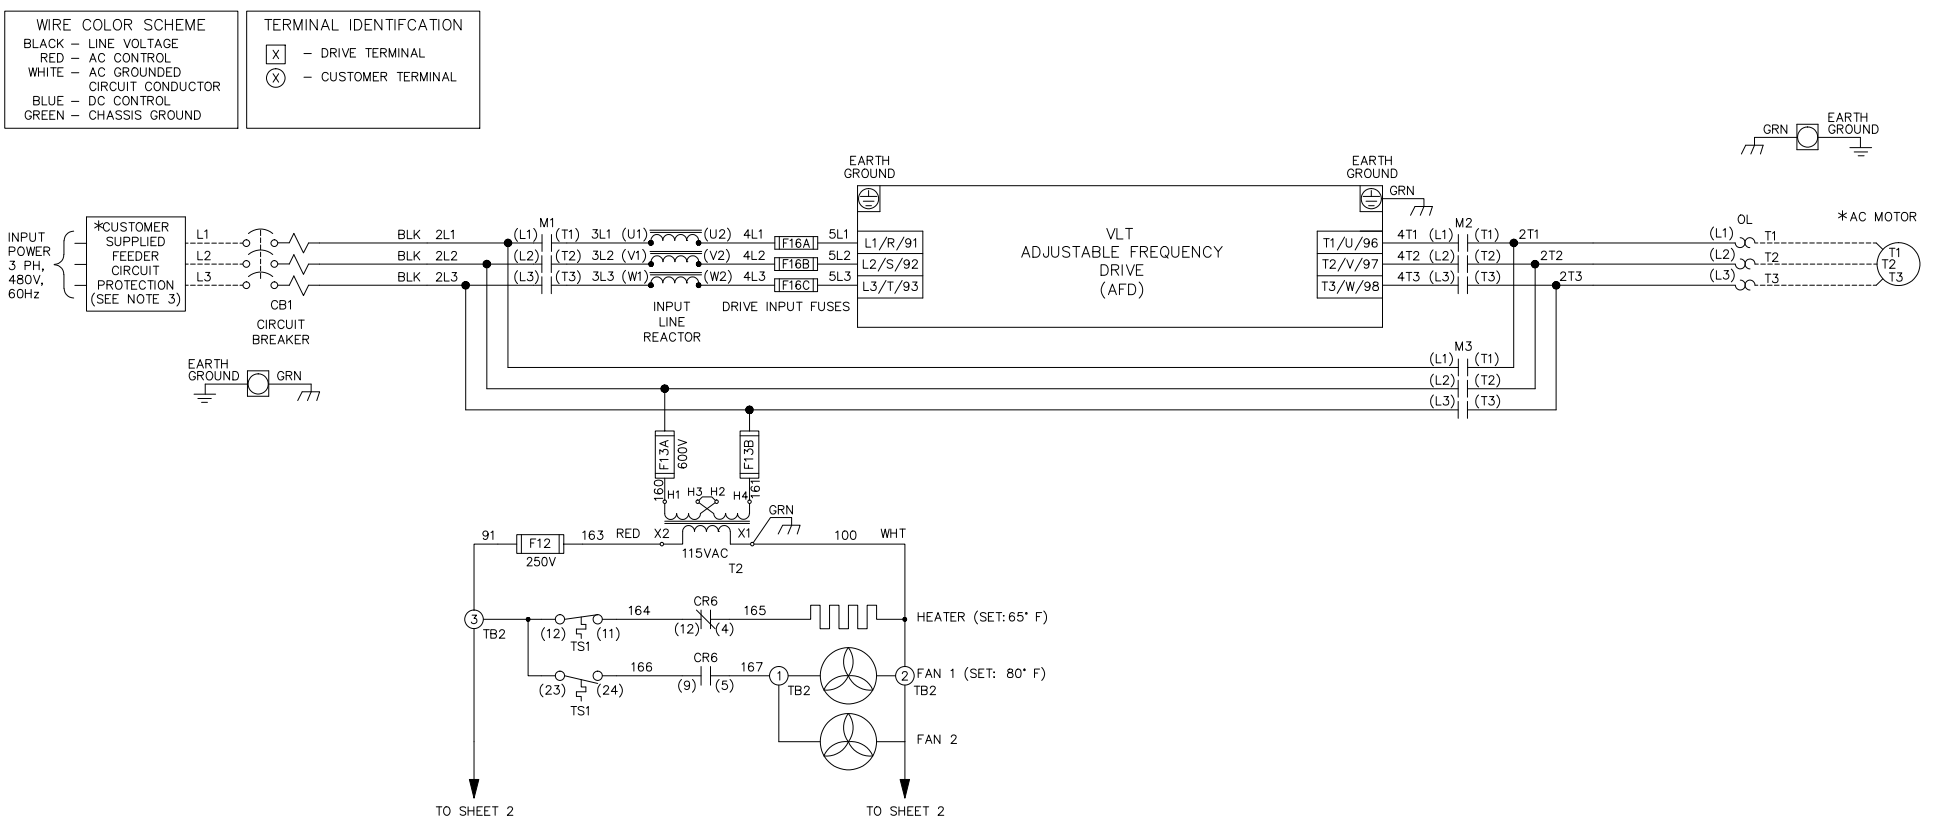 WIRE COLOR SCHEME
BLACK – LINE VOLTAGE
RED – AC CONTROL
WHITE – AC GROUNDED
CIRCUIT CONDUCTOR
BLUE – DC CONTROL
GREEN – CHASSIS GROUND
TERMINAL IDENTIFCATION
X – DRIVE TERMINAL
X – CUSTOMER TERMINAL
GRN
EARTH
GROUND
INPUT
POWER
3 PH,
480V,
60Hz
*CUSTOMER
SUPPLIED
FEEDER
CIRCUIT
PROTECTION
(SEE NOTE 3)
L1
L2
L3
CB1
CIRCUIT
BREAKER
EARTH
GROUND
GRN
M1
BLK 2L1 (L1) (T1) 3L1 (U1) (U2) 4L1 F16A 5L1 L1/R/91
BLK 2L2 (L2) (T2) 3L2 (V1) (V2) 4L2 F16B 5L2 L2/S/92
BLK 2L3 (L3) (T3) 3L3 (W1) (W2) 4L3 F16C 5L3 L3/T/93
INPUT
LINE
REACTOR
DRIVE INPUT FUSES
EARTH
GROUND
VLT
ADJUSTABLE FREQUENCY
DRIVE
(AFD)
EARTH
GROUND
GRN
M2
T1/U/96 4T1 (L1) (T1) 2T1
T2/V/97 4T2 (L2) (T2) 2T2
T3/W/98 4T3 (L3) (T3) 2T3
OL
(L1) T1
(L2) T2
(L3) T3
*AC MOTOR
T1
T2
T3
M3
(L1) (T1)
(L2) (T2)
(L3) (T3)
F13A
600V
F13B
160
161
H1 H3 H2 H4
GRN
91 F12 163 RED X2 X1 100 WHT
250V
115VAC
T2
3
TB2
(12) (11)
TS1
164
CR6
(12) (4)
165
HEATER (SET:65° F)
(23) (24)
TS1
166
CR6
(9) (5)
167
1
TB2
2
TB2
FAN 1 (SET: 80° F)
FAN 2
TO SHEET 2
TO SHEET 2